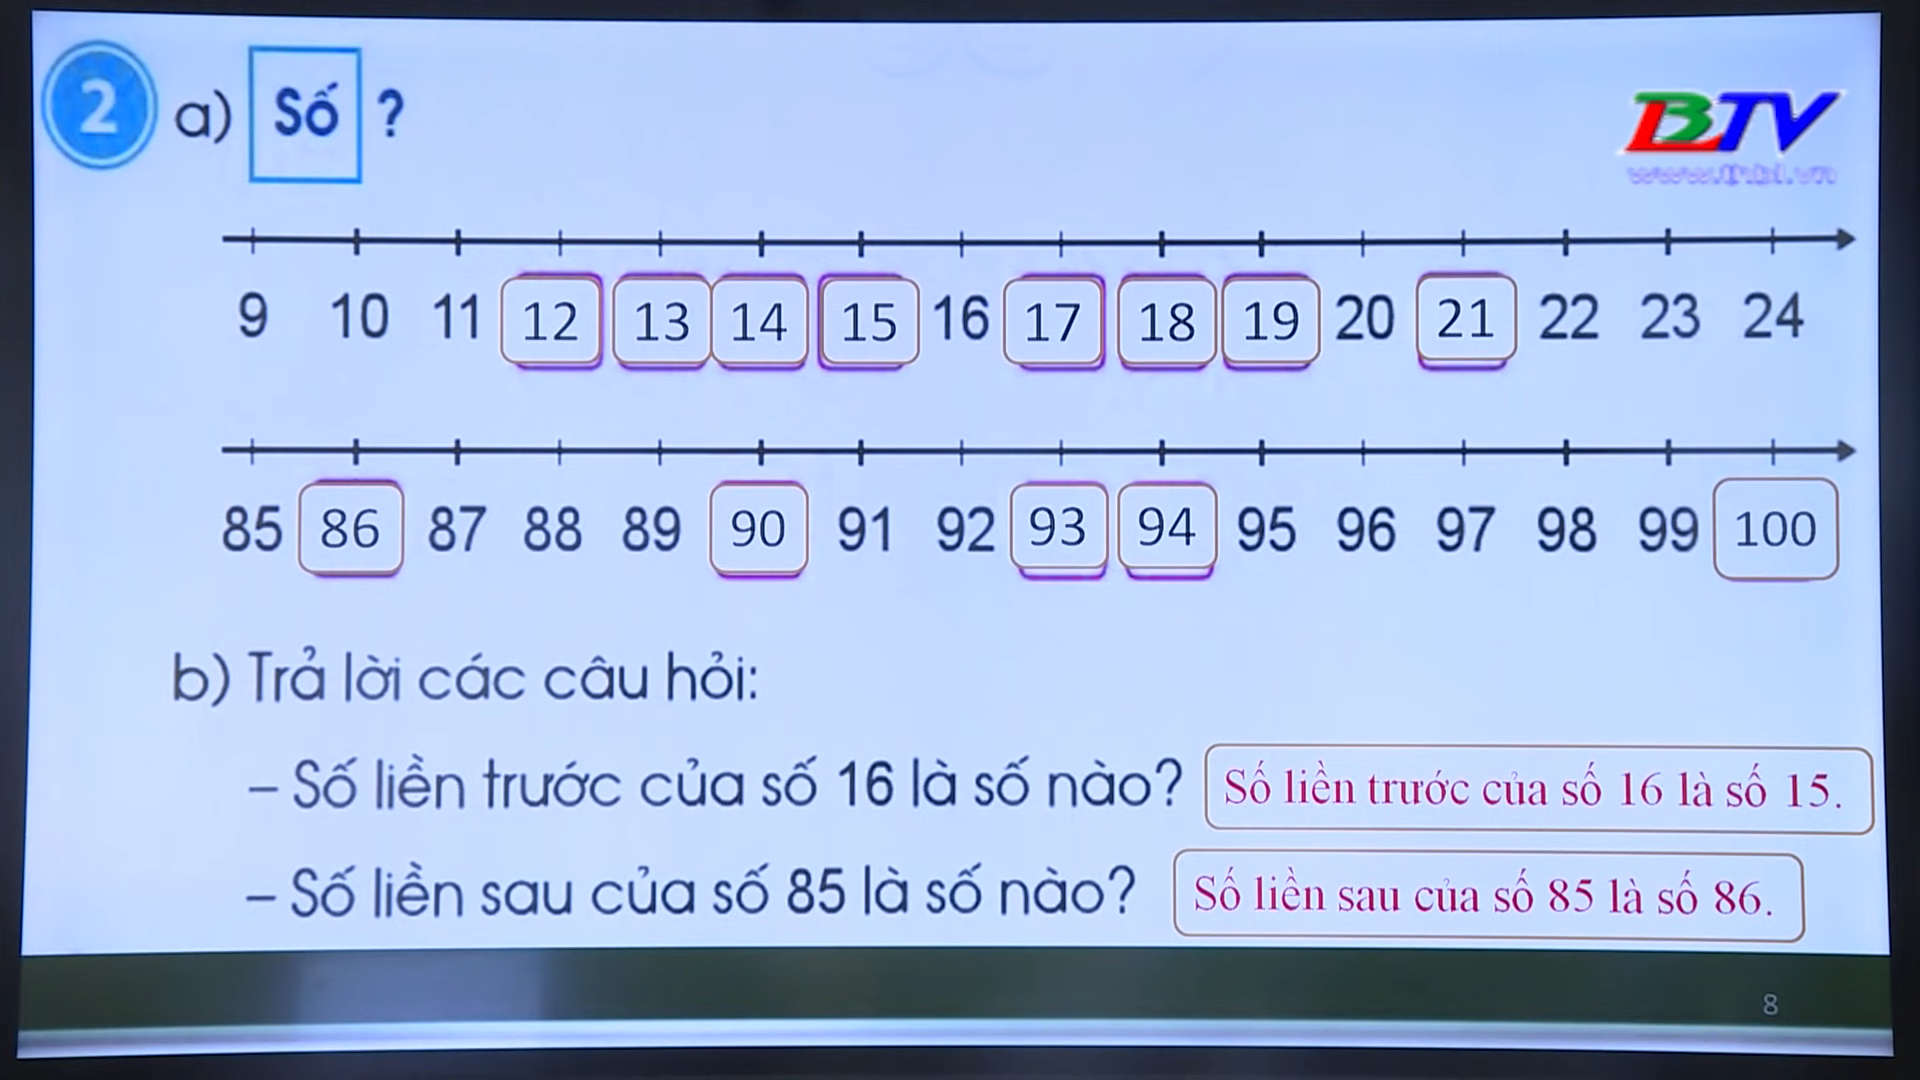 2 a) Số ?
BTV
www.thbt.vn
9 10 11 12 13 14 15 16 17 18 19 20 21 22 23 24
85 86 87 88 89 90 91 92 93 94 95 96 97 98 99 100
b) Trả lời các câu hỏi:
– Số liền trước của số 16 là số nào? Số liền trước của số 16 là số 15.
– Số liền sau của số 85 là số nào? Số liền sau của số 85 là số 86.
8